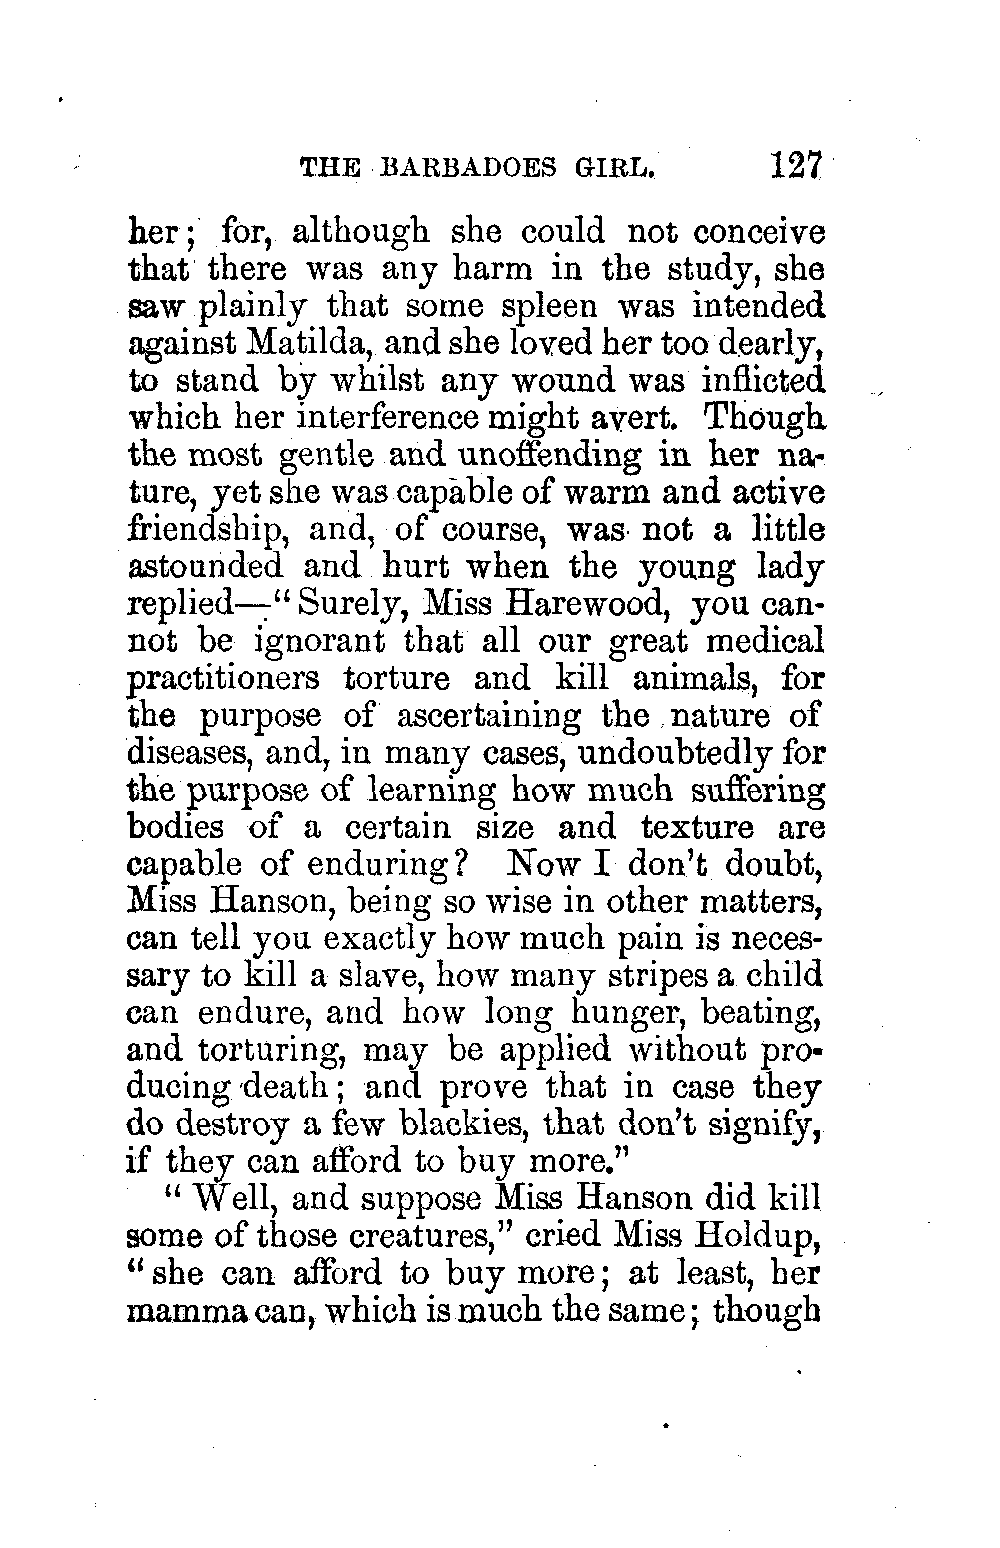 THE BARBADOES GIRL. 127
her; for, although she could not conceive
that there was any harm in the study, she
saw plainly that some spleen was intended
against Matilda, and she loved her too dearly,
to stand by whilst any wound was inflicted
which her interference might avert. Though
the most gentle and unoffending in her na-
ture, yet she was capable of warm and active
friendship, and, of course, was not a little
astounded and hurt when the young lady
replied—"Surely, Miss Harewood, you can-
not be ignorant that all our great medical
practitioners torture and kill animals, for
the purpose of ascertaining the nature of
diseases, and, in many cases, undoubtedly for
the purpose of learning how much suffering
bodies of a certain size and texture are
capable of enduring? Now I don't doubt,
Miss Hanson, being so wise in other matters,
can tell you exactly how much pain is neces-
sary to kill a slave, how many stripes a child
can endure, and how long hunger, beating,
and torturing, may be applied without pro-
ducing death; and prove that in case they
do destroy a few blackies, that don't signify,
if they can afford to buy more."
"Well, and suppose Miss Hanson did kill
some of those creatures," cried Miss Holdup,
"she can afford to buy more; at least, her
mamma can, which is much the same; though